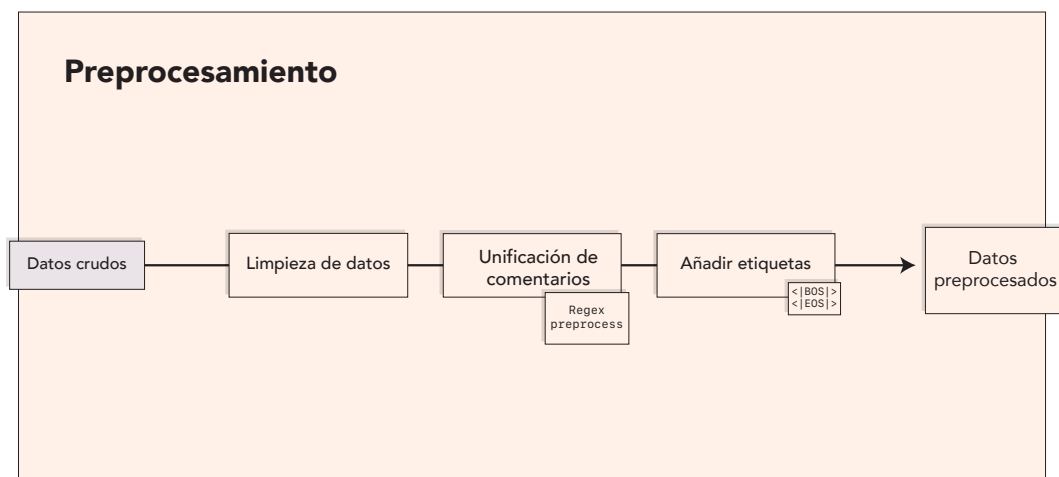 Preprocesamiento
Datos crudos
Limpieza de datos
Unificación de
comentarios
Regex
preprocess
Añadir etiquetas
<|BOS|>
<|EOS|>
Datos
preprocesados